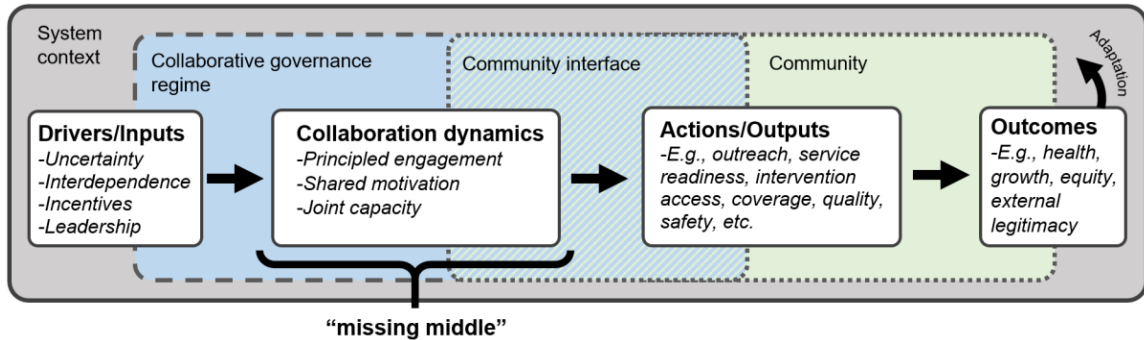 System
context
Collaborative governance
regime
Community interface
Community
Adaptation
Drivers/Inputs
-Uncertainty
-Interdependence
-Incentives
-Leadership
Collaboration dynamics
-Principled engagement
-Shared motivation
-Joint capacity
Actions/Outputs
-E.g., outreach, service
readiness, intervention
access, coverage, quality,
safety, etc.
Outcomes
-E.g., health,
growth, equity,
external
legitimacy
“missing middle”